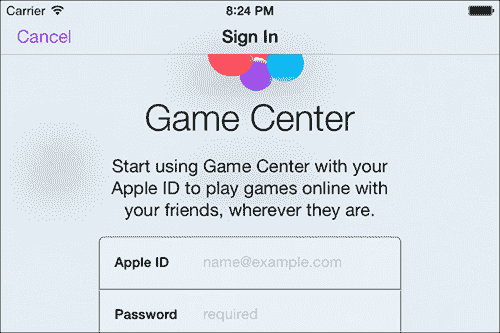 Carrier 8:24 PM
Cancel Sign In
Game Center
Start using Game Center with your
Apple ID to play games online with
your friends, wherever they are.
Apple ID name@example.com
Password required